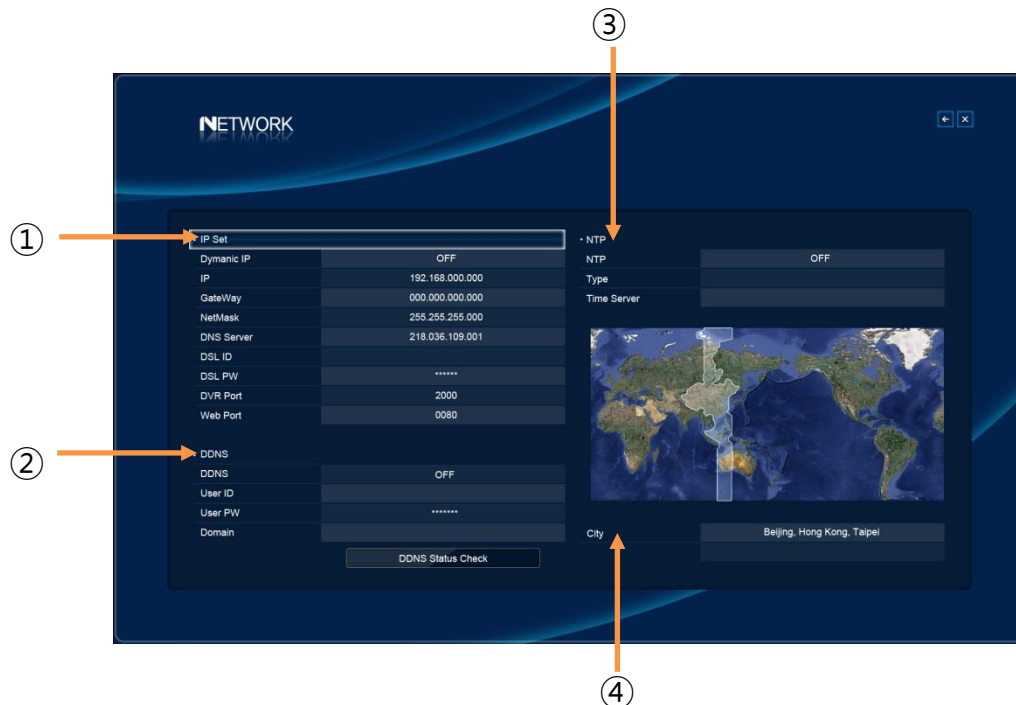 ③
NETWORK
①
IP Set
Dymanic IP OFF
IP 192.168.000.000
GateWay 000.000.000.000
NetMask 255.255.255.000
DNS Server 218.036.109.001
DSL ID
DSL PW ******
DVR Port 2000
Web Port 0080
②
DDNS
DDNS OFF
User ID
User PW *******
Domain
DDNS Status Check
NTP
NTP OFF
Type
Time Server
City Beijing, Hong Kong, Taipei
④